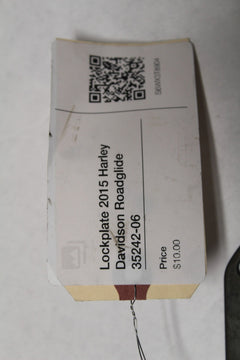 Lockplate 2015 Harley
Davidson Roadglide
35242-06
Price
$10.00